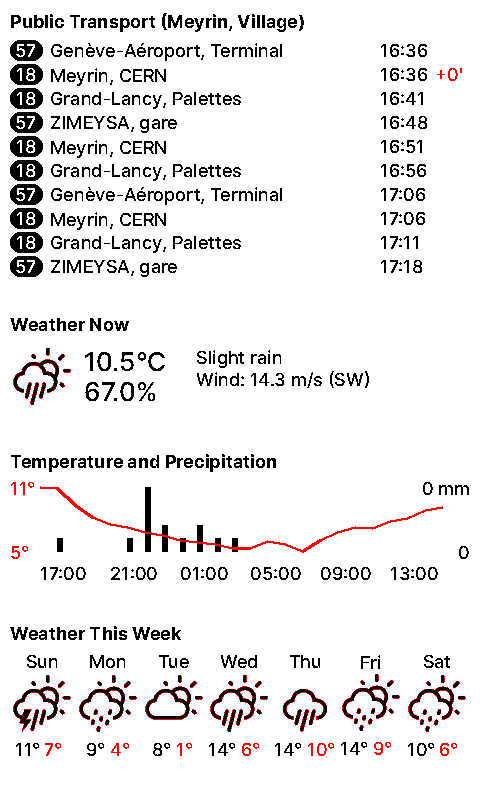 Public Transport (Meyrin, Village)
57 Genève-Aéroport, Terminal 16:36
18 Meyrin, CERN 16:36 +0'
18 Grand-Lancy, Palettes 16:41
57 ZIMEYSA, gare 16:48
18 Meyrin, CERN 16:51
18 Grand-Lancy, Palettes 16:56
57 Genève-Aéroport, Terminal 17:06
18 Meyrin, CERN 17:06
18 Grand-Lancy, Palettes 17:11
57 ZIMEYSA, gare 17:18
Weather Now
10.5°C
67.0%
Slight rain
Wind: 14.3 m/s (SW)
Temperature and Precipitation
11° 0 mm
5° 0
17:00 21:00 01:00 05:00 09:00 13:00
Weather This Week
Sun Mon Tue Wed Thu Fri Sat
11° 7° 9° 4° 8° 1° 14° 6° 14° 10° 14° 9° 10° 6°